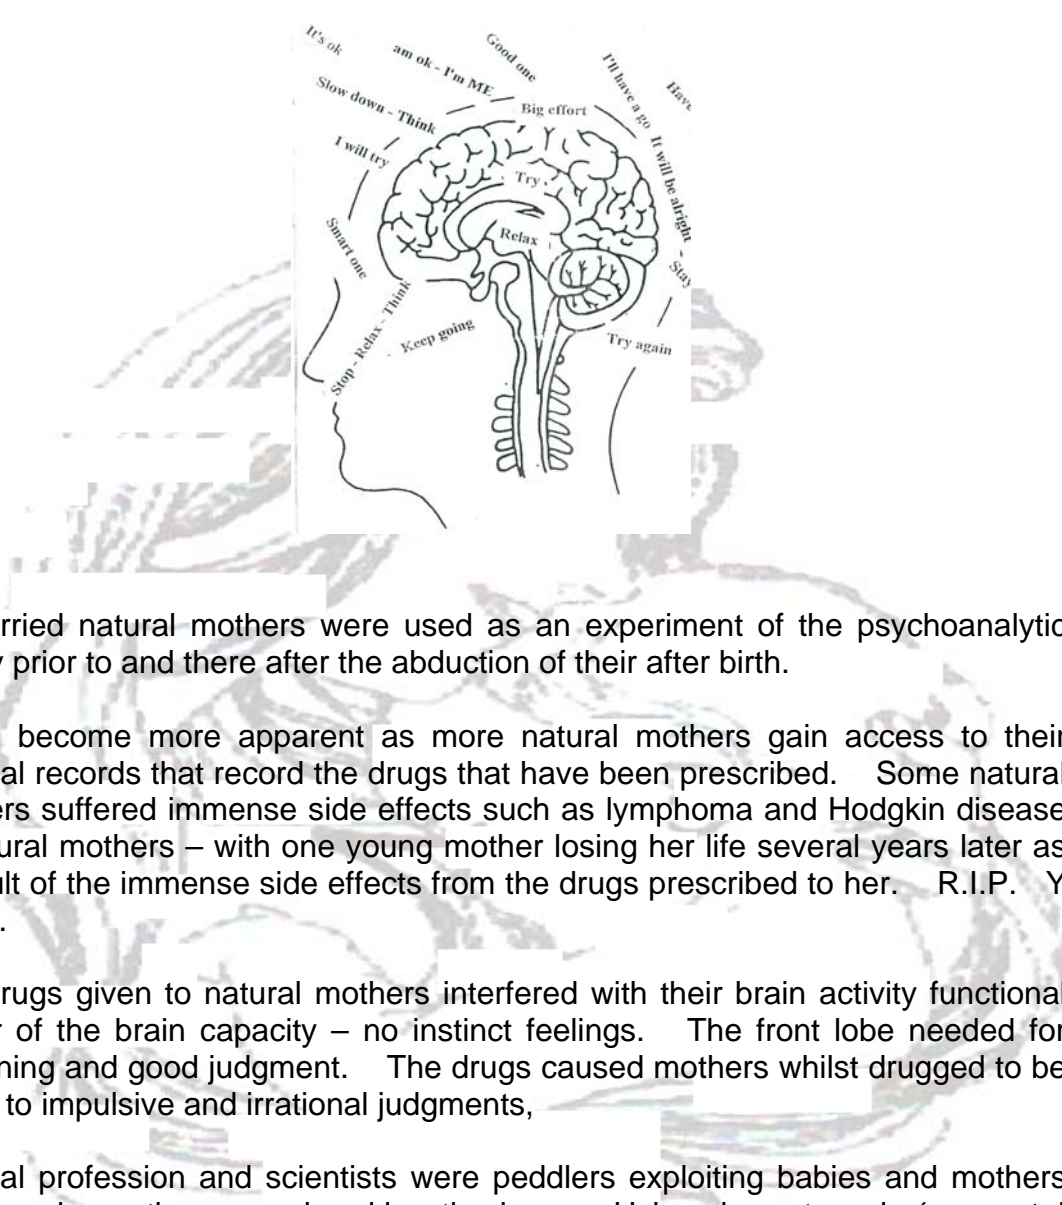 It's ok
am ok - I'm ME
Good one
I'll have a go
Have
Slow down - Think
Big effort
I will try
It will be alright - Stay
Try
Smart one
Relax
Stop - Relax - Think
Keep going
Try again
rried natural mothers were used as an experiment of the psychoanalytic
y prior to and there after the abduction of their after birth.
become more apparent as more natural mothers gain access to their
al records that record the drugs that have been prescribed. Some natural
ers suffered immense side effects such as lymphoma and Hodgkin disease
tural mothers – with one young mother losing her life several years later as
ult of the immense side effects from the drugs prescribed to her. R.I.P. Y
.
rugs given to natural mothers interfered with their brain activity functional
r of the brain capacity – no instinct feelings. The front lobe needed for
ning and good judgment. The drugs caused mothers whilst drugged to be
to impulsive and irrational judgments,
al profession and scientists were peddlers exploiting babies and mothers